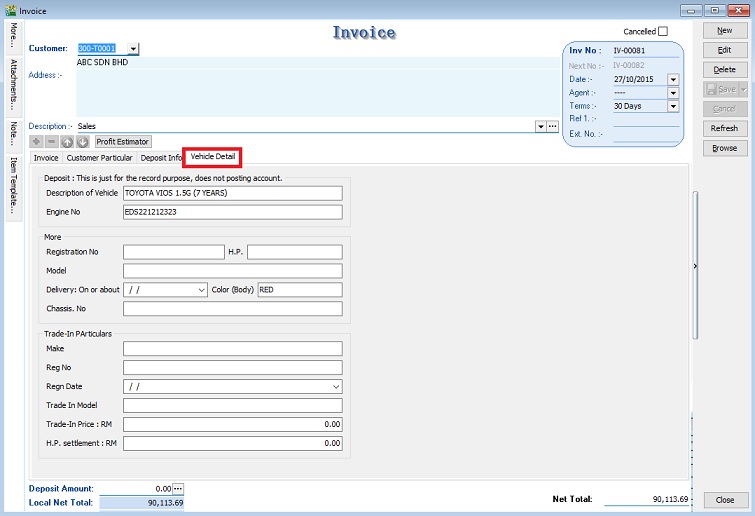 Invoice
More...
Attachments...
Note...
Item Template...
Invoice
Cancelled
Customer: 300-T0001
ABC SDN BHD
Address :-
Inv No : IV-00081
Next No :- IV-00082
Date :- 27/10/2015
Agent :- ----
Terms :- 30 Days
Ref 1. :-
Ext. No. :-
Description :- Sales
Profit Estimator
Invoice Customer Particular Deposit Info Vehicle Detail
Deposit : This is just for the record purpose, does not posting account.
Description of Vehicle TOYOTA VIOS 1.5G (7 YEARS)
Engine No EDS221212323
More
Registration No H.P.
Model
Delivery: On or about / / Color (Body) RED
Chassis. No
Trade-In PArticulars
Make
Reg No
Regn Date / /
Trade In Model
Trade-In Price : RM 0.00
H.P. settlement : RM 0.00
Deposit Amount: 0.00
Local Net Total: 90,113.69
Net Total: 90,113.69
New
Edit
Delete
Save
Cancel
Refresh
Browse
Close